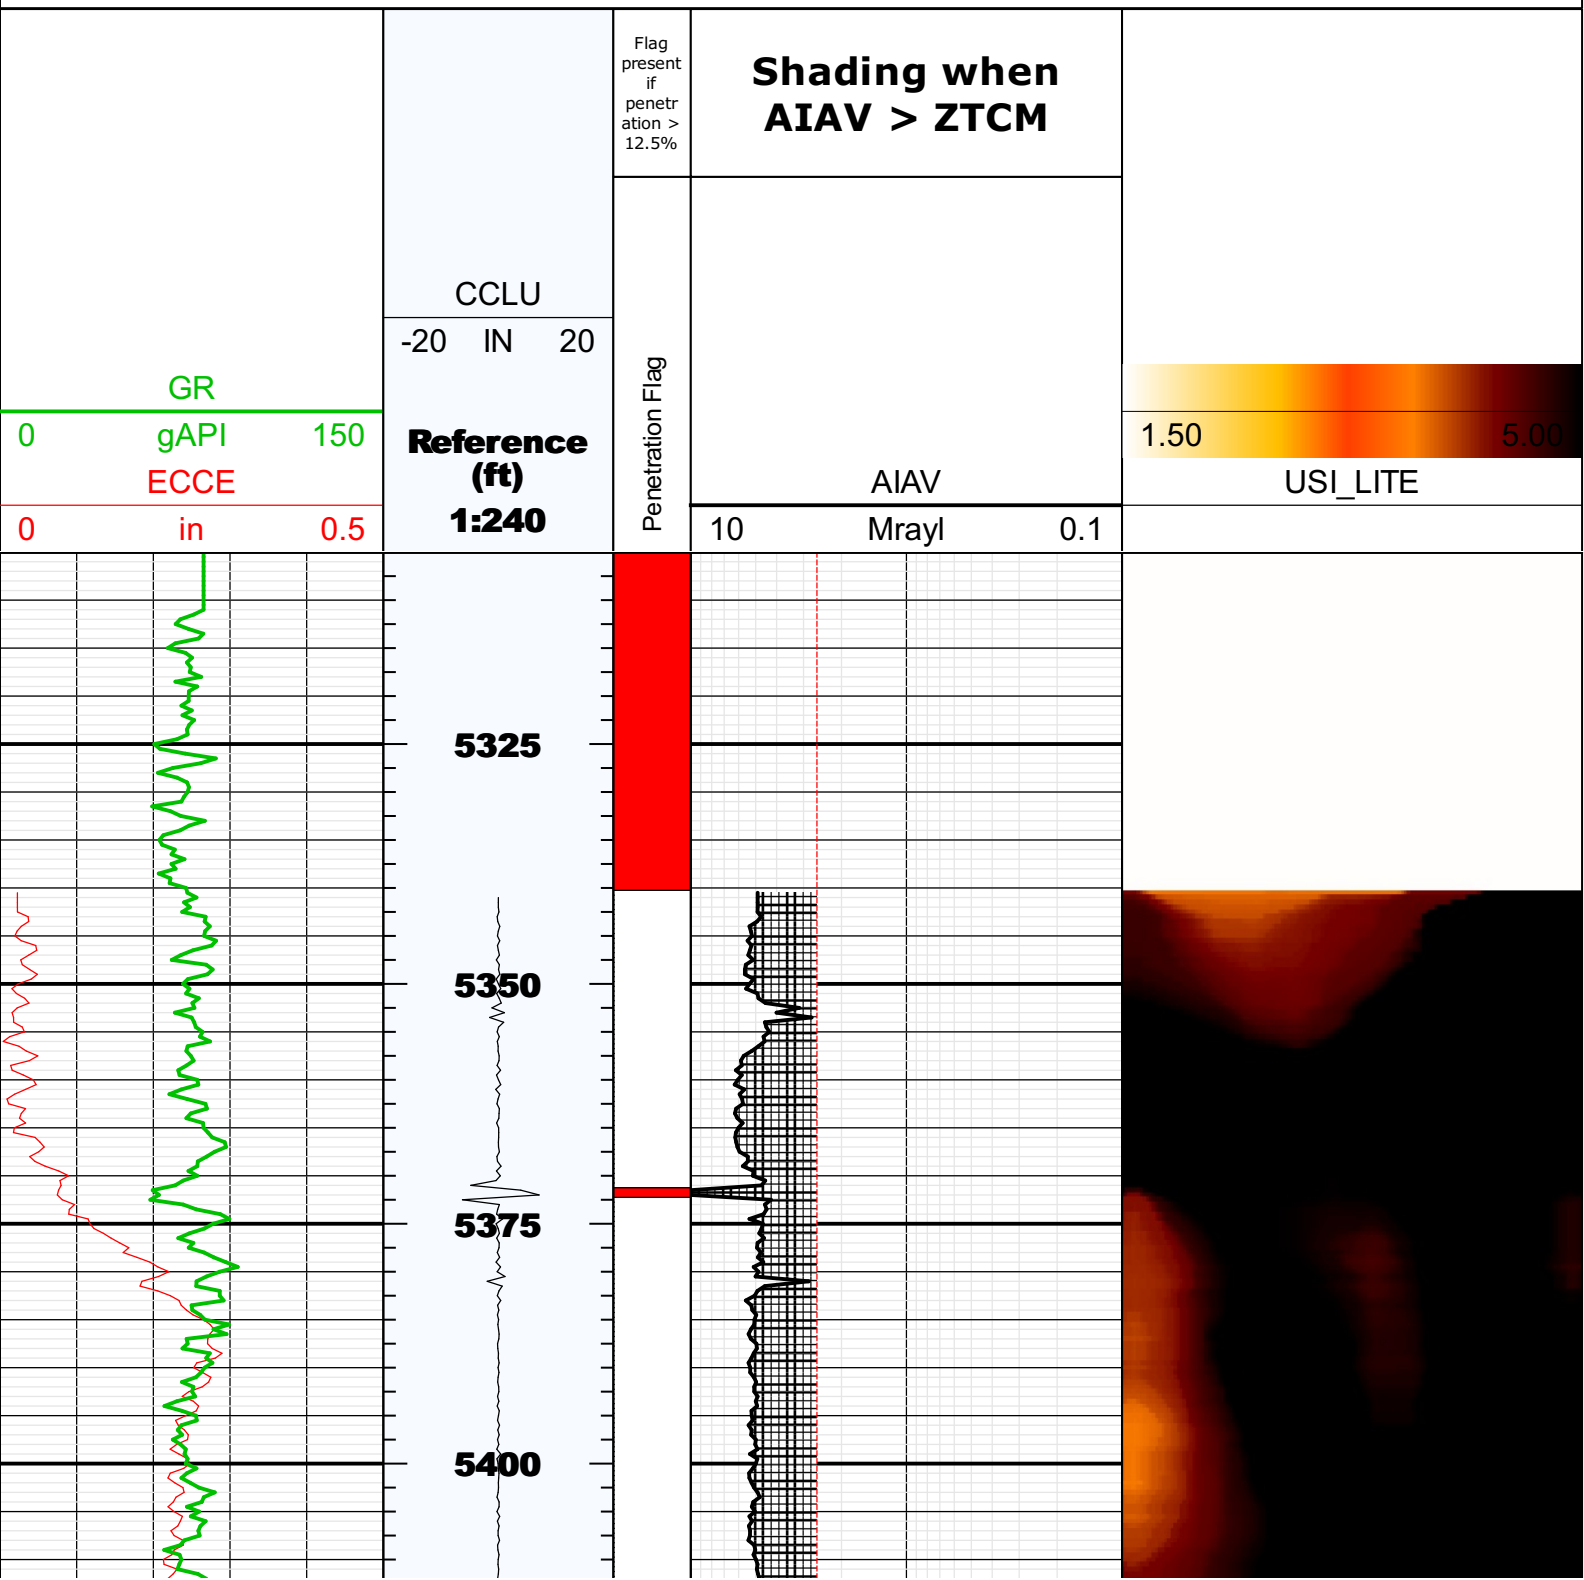 Flag
present
if
penetr
ation >
12.5%
Shading when
AIAV > ZTCM
CCLU
-20 IN 20
GR
0 gAPI 150
ECCE
0 in 0.5
Reference
(ft)
1:240
Penetration Flag
AIAV
10 Mrayl 0.1
1.50 5.00
USI_LITE
5325
5350
5375
5400